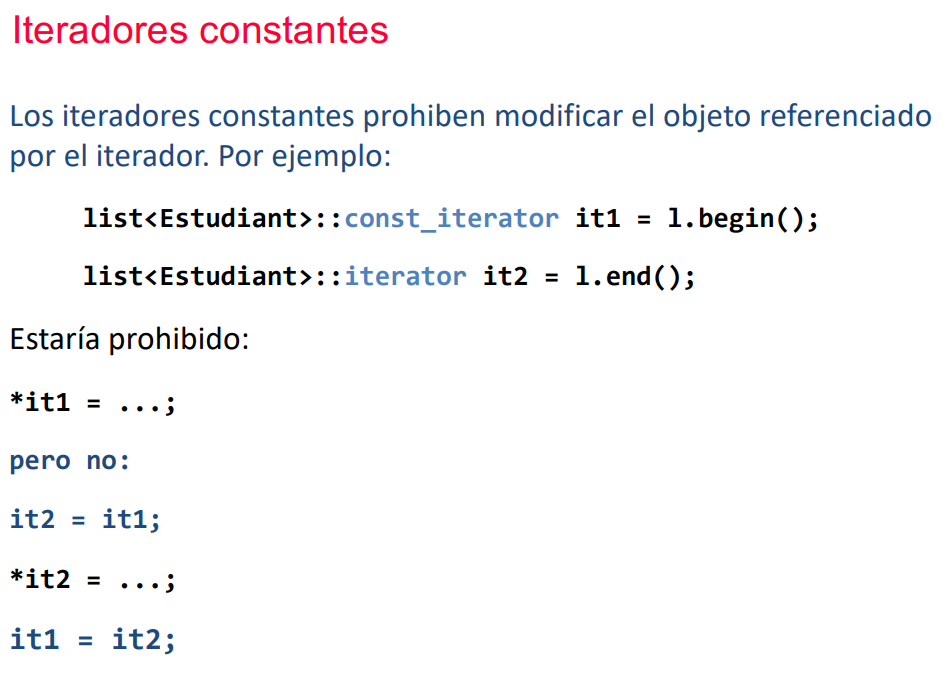 Iteradores constantes
Los iteradores constantes prohiben modificar el objeto referenciado
por el iterador. Por ejemplo:
list<Estudiant>::const_iterator it1 = l.begin();
list<Estudiant>::iterator it2 = l.end();
Estaría prohibido:
*it1 = ...;
pero no:
it2 = it1;
*it2 = ...;
it1 = it2;